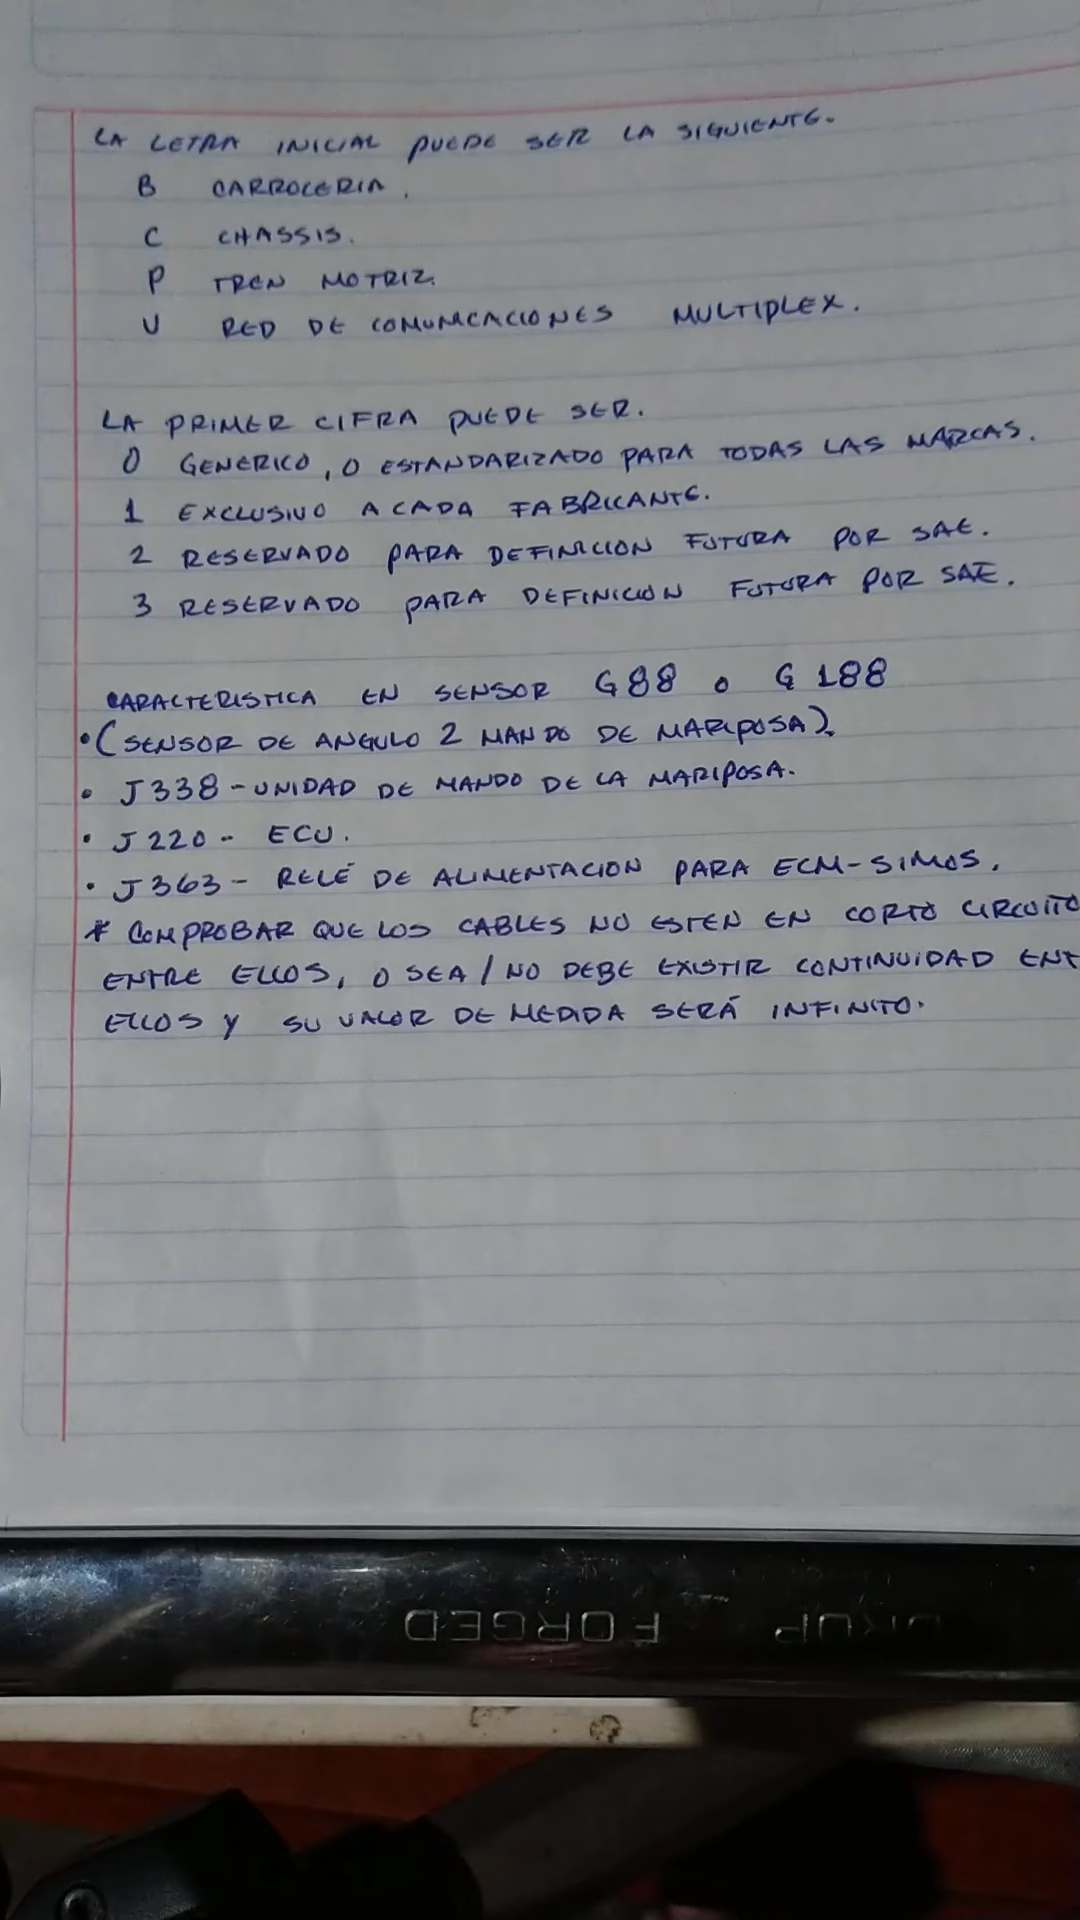 LA LETRA INICIAL PUEDE SER LA SIGUIENTE.
B CARROCERIA.
C CHASSIS.
P TREN MOTRIZ.
U RED DE COMUNICACIONES MULTIPLEX.
LA PRIMER CIFRA PUEDE SER.
0 GENERICO, O ESTANDARIZADO PARA TODAS LAS MARCAS.
1 EXCLUSIVO A CADA FABRICANTE.
2 RESERVADO PARA DEFINICION FUTURA POR SAE.
3 RESERVADO PARA DEFINICION FUTURA POR SAE.
CARACTERISTICA EN SENSOR G88 o G188
•(SENSOR DE ANGULO 2 MANDO DE MARIPOSA).
• J338-UNIDAD DE MANDO DE LA MARIPOSA.
• J220- ECU.
• J363- RELÉ DE ALIMENTACION PARA ECM-SIMOS.
* COMPROBAR QUE LOS CABLES NO ESTEN EN CORTO CIRCUITO
ENTRE ELLOS, O SEA/NO DEBE EXISTIR CONTINUIDAD ENT
ELLOS Y SU VALOR DE MEDIDA SERÁ INFINITO.
FORGED